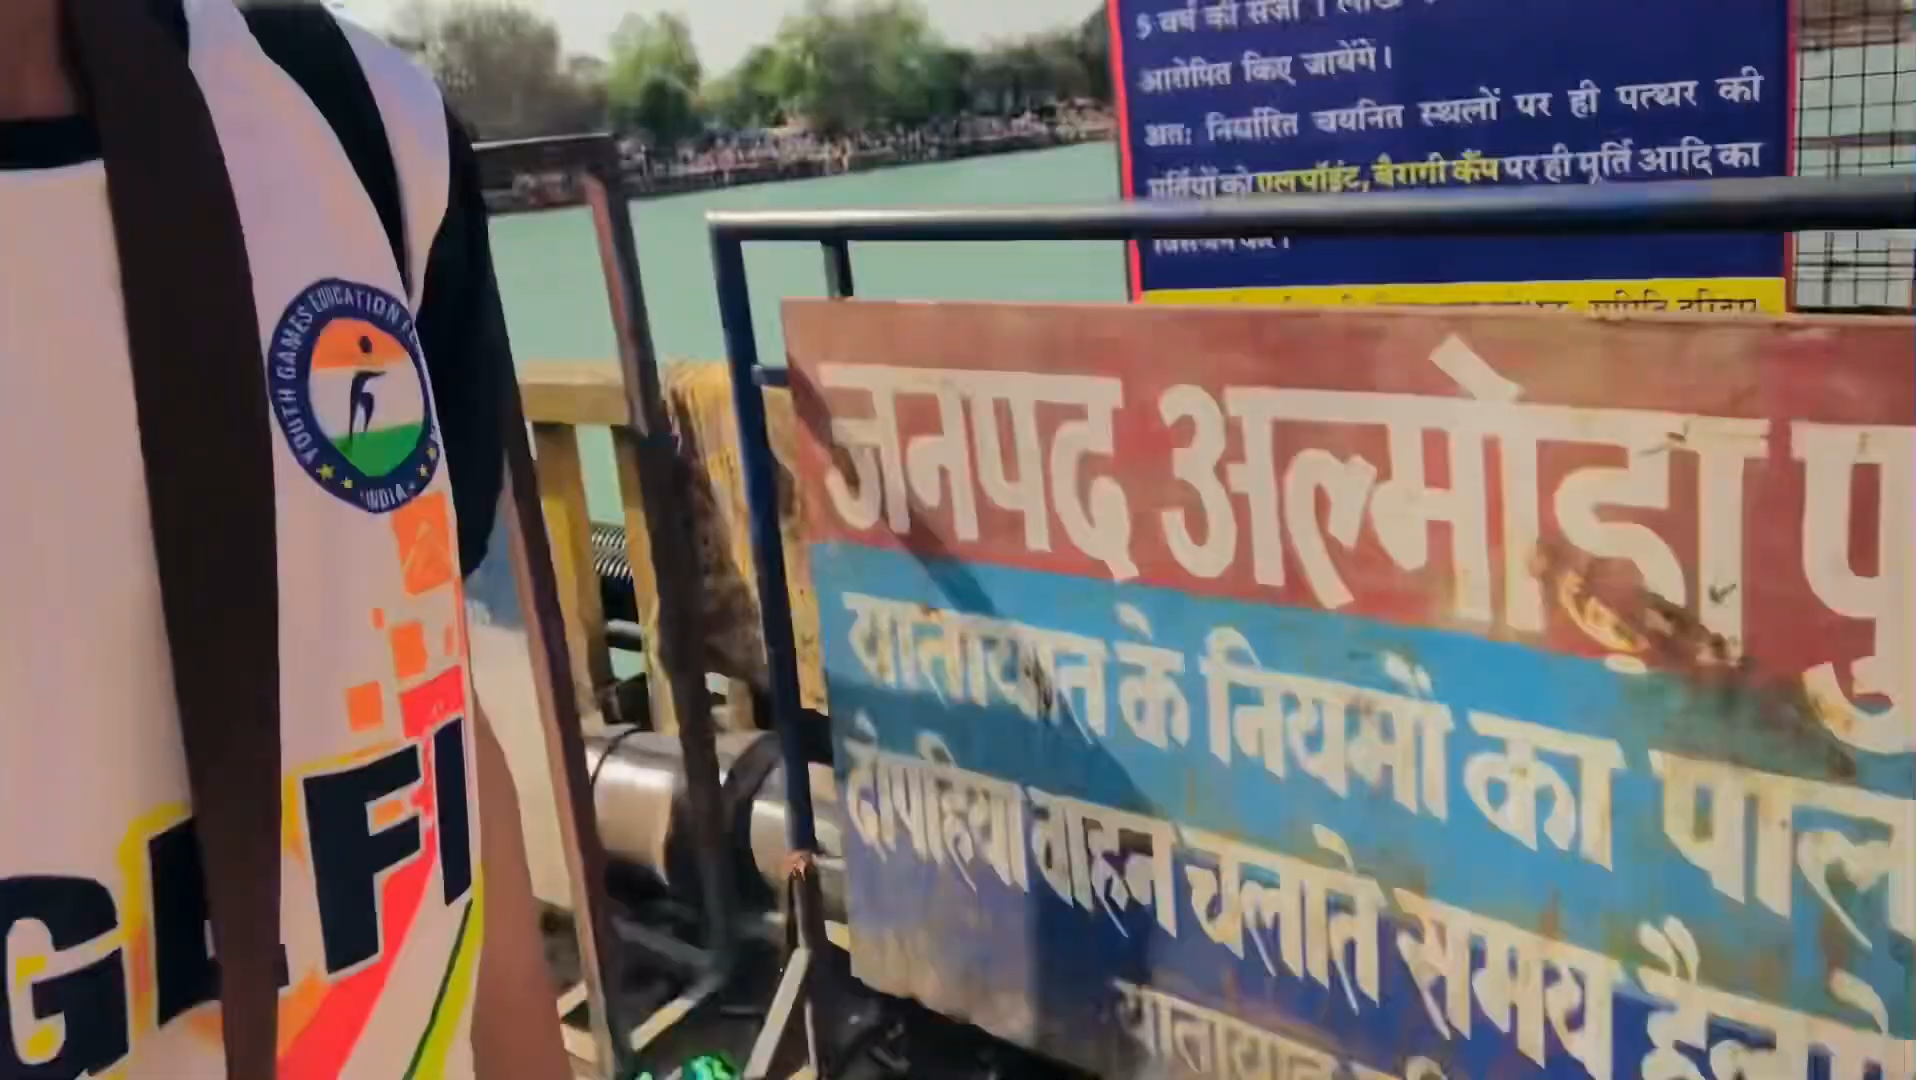 YOUTH GAMES EDUCATION
INDIA
GEFI
5 वर्ष की सजा।
आरोपित किए जायेंगे।
अतः निर्धारित चयनित स्थलों पर ही पत्थर की
मूर्तियों को एल पॉइंट, बैरागी कैंप पर ही मूर्ति आदि का
जनपद अल्मोड़ा पु
यातायात के नियमों का पाल
दोपहिया वाहन चलाते समय हैल
यातायात